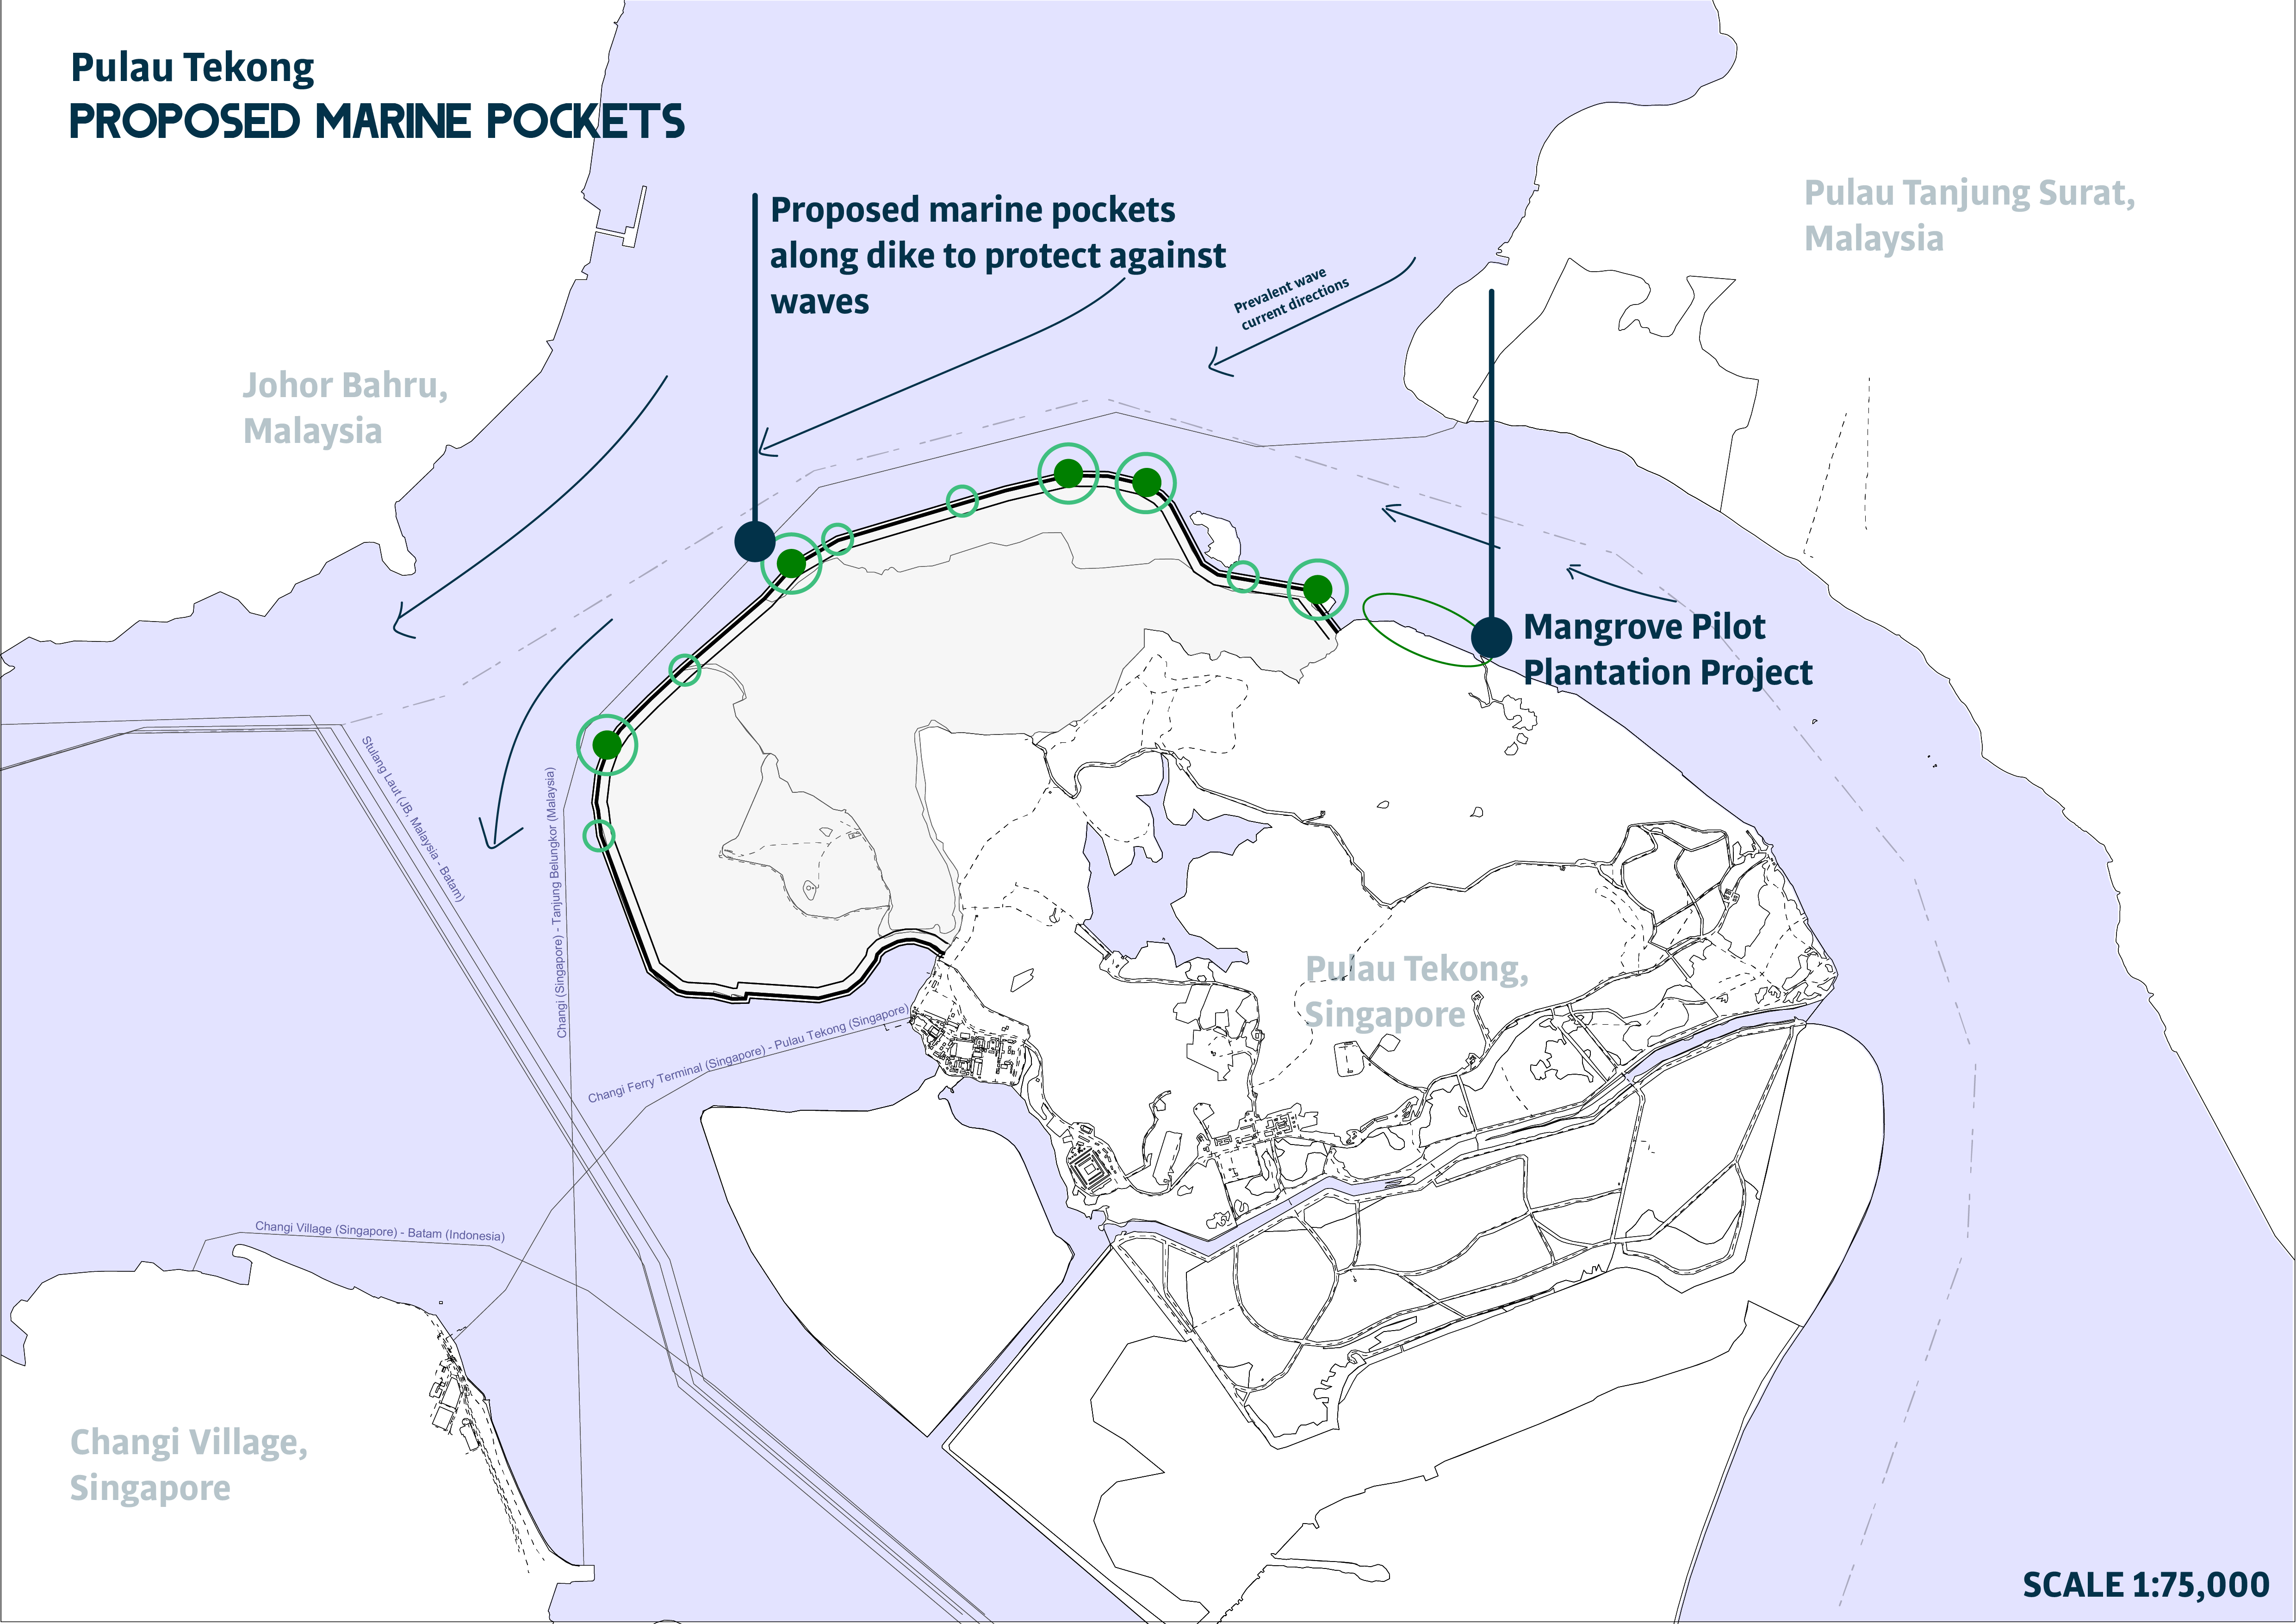 Pulau Tekong
PROPOSED MARINE POCKETS
Proposed marine pockets
along dike to protect against
waves
Prevalent wave
current directions
Pulau Tanjung Surat,
Malaysia
Johor Bahru,
Malaysia
Mangrove Pilot
Plantation Project
Stulang Laut (JB, Malaysia - Batam)
Changi (Singapore) - Tanjung Belungkor (Malaysia)
Changi Ferry Terminal (Singapore) - Pulau Tekong (Singapore)
Pulau Tekong,
Singapore
Changi Village (Singapore) - Batam (Indonesia)
Changi Village,
Singapore
SCALE 1:75,000